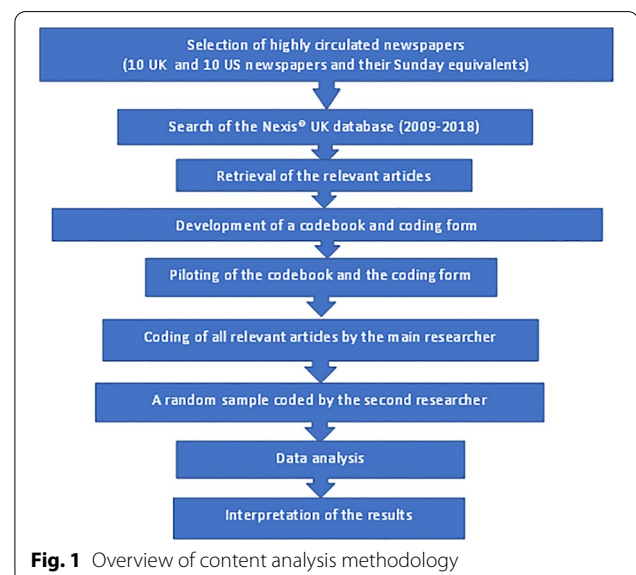 Selection of highly circulated newspapers
(10 UK and 10 US newspapers and their Sunday equivalents)
Search of the Nexis® UK database (2009-2018)
Retrieval of the relevant articles
Development of a codebook and coding form
Piloting of the codebook and the coding form
Coding of all relevant articles by the main researcher
A random sample coded by the second researcher
Data analysis
Interpretation of the results
Fig. 1 Overview of content analysis methodology